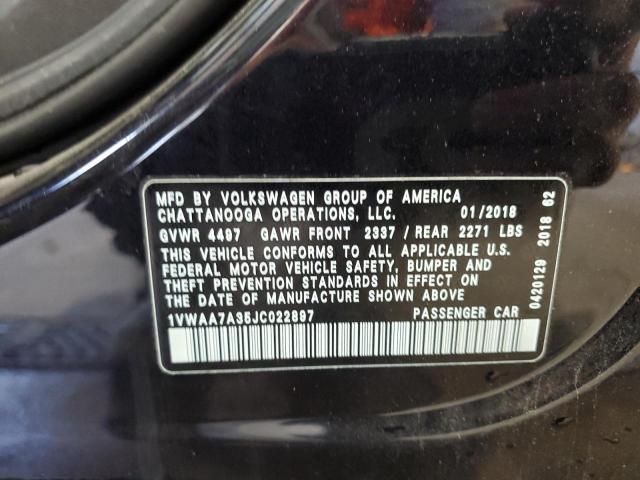 MFD BY VOLKSWAGEN GROUP OF AMERICA
CHATTANOOGA OPERATIONS, LLC. 01/2018
GVWR 4497 GAWR FRONT 2337 / REAR 2271 LBS
THIS VEHICLE CONFORMS TO ALL APPLICABLE U.S.
FEDERAL MOTOR VEHICLE SAFETY, BUMPER AND
THEFT PREVENTION STANDARDS IN EFFECT ON
THE DATE OF MANUFACTURE SHOWN ABOVE.
1VWAA7A35JC022897 PASSENGER CAR
0420129 2018 62